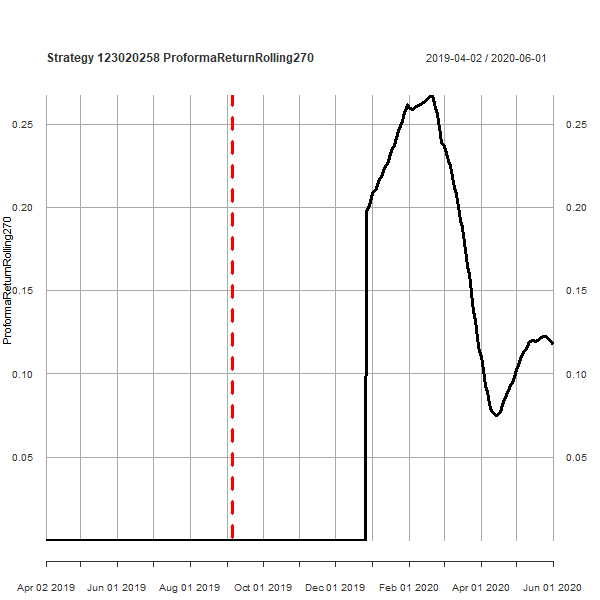 Strategy 123020258 ProformaReturnRolling270
2019-04-02 / 2020-06-01
ProformaReturnRolling270
0.25 0.25
0.20 0.20
0.15 0.15
0.10 0.10
0.05 0.05
Apr 02 2019 Jun 01 2019 Aug 01 2019 Oct 01 2019 Dec 01 2019 Feb 01 2020 Apr 01 2020 Jun 01 2020